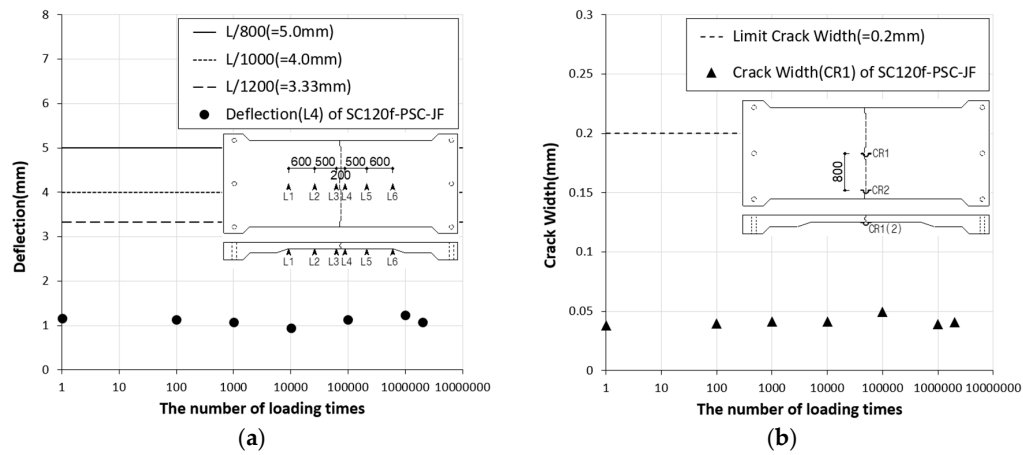 8
7
6
5
4
3
2
1
0
Deflection(mm)
L/800(=5.0mm)
L/1000(=4.0mm)
L/1200(=3.33mm)
Deflection(L4) of SC120f-PSC-JF
600 500 500 600
200
L1 L2 L3 L4 L5 L6
L1 L2 L3 L4 L5 L6
1 10 100 1000 10000 100000 1000000 10000000
The number of loading times
(a)
0.3
0.25
0.2
0.15
0.1
0.05
0
Crack Width(mm)
Limit Crack Width(=0.2mm)
Crack Width(CR1) of SC120f-PSC-JF
CR1
800
CR2
CR1(2)
1 10 100 1000 10000 100000 1000000 10000000
The number of loading times
(b)